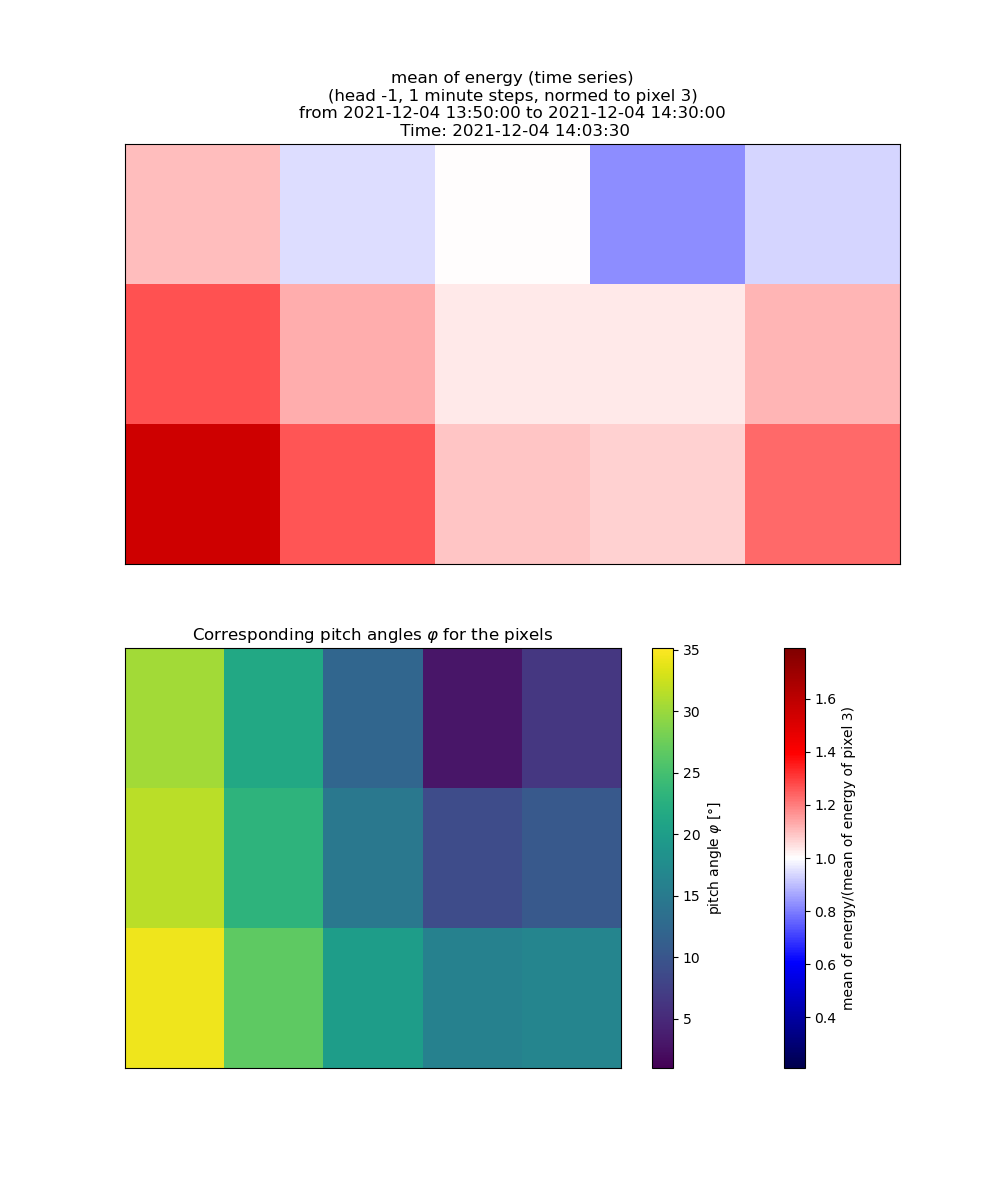 mean of energy (time series)
(head -1, 1 minute steps, normed to pixel 3)
from 2021-12-04 13:50:00 to 2021-12-04 14:30:00
Time: 2021-12-04 14:03:30
Corresponding pitch angles φ for the pixels
35
30
25
20
15
10
5
pitch angle φ [°]
1.6
1.4
1.2
1.0
0.8
0.6
0.4
mean of energy/(mean of energy of pixel 3)